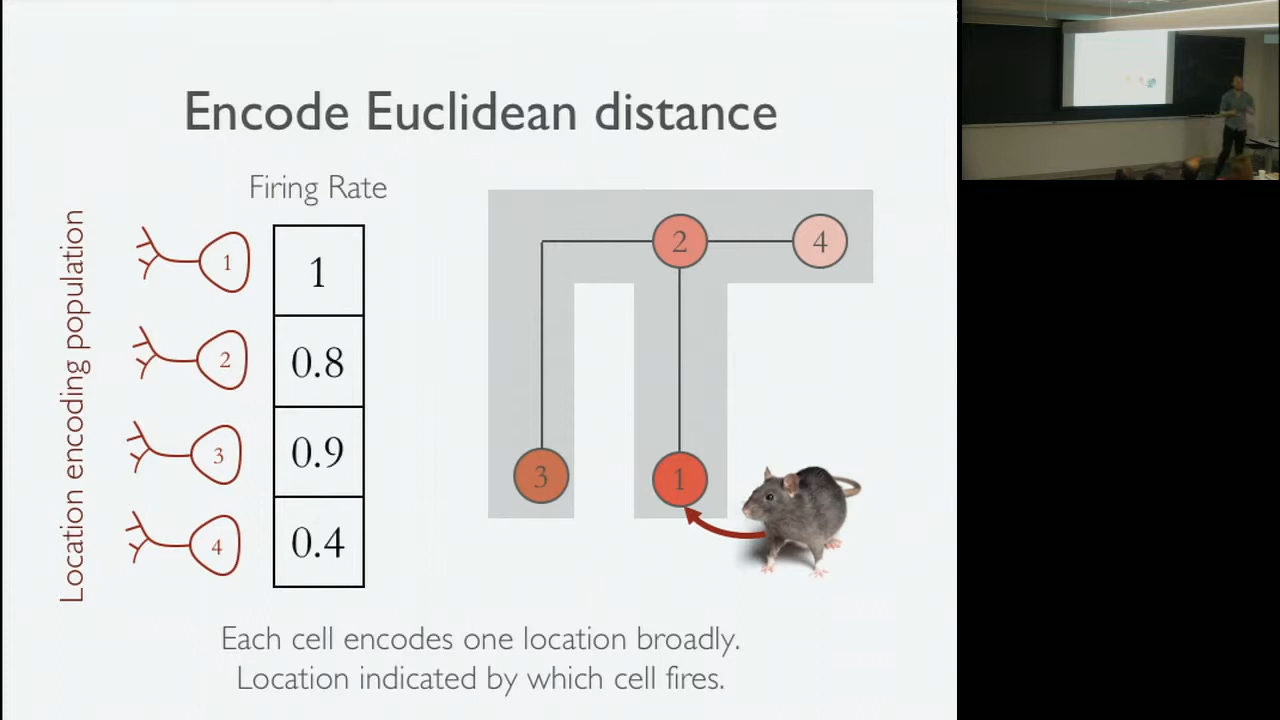 Encode Euclidean distance
Firing Rate
Location encoding population
1
1
2
0.8
3
0.9
4
0.4
2
4
3
1
Each cell encodes one location broadly.
Location indicated by which cell fires.